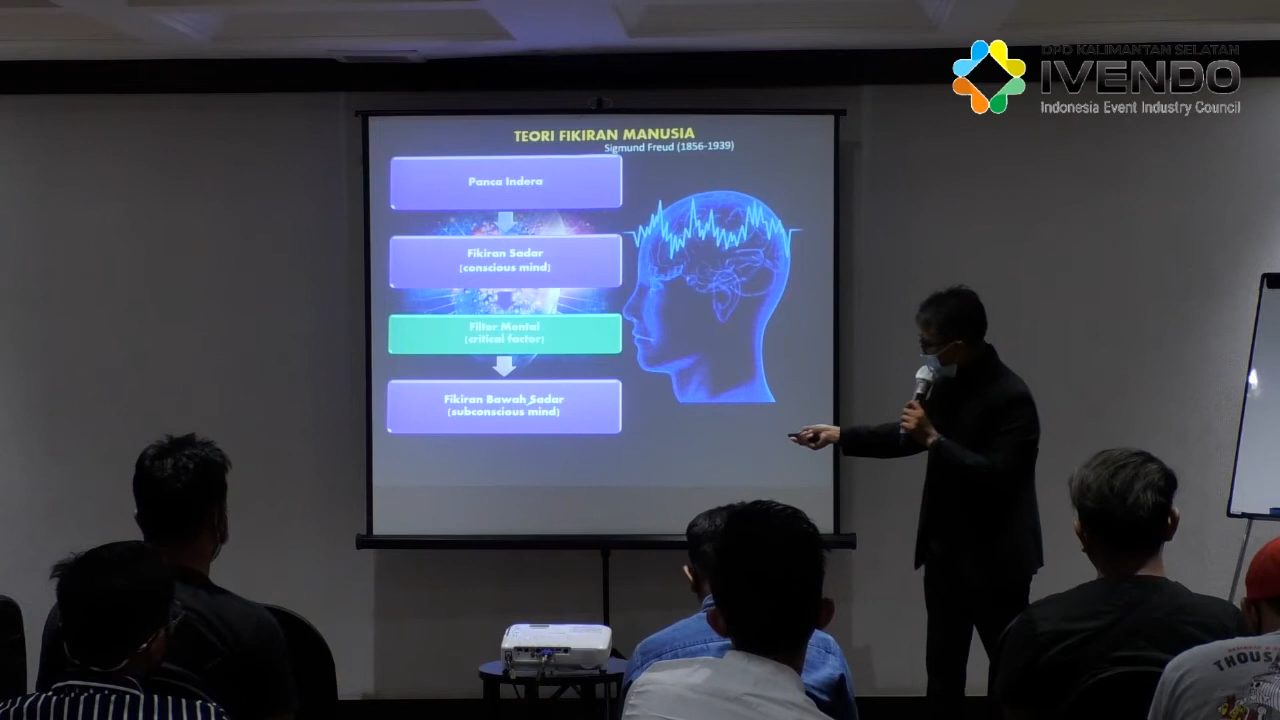 DPD KALIMANTAN SELATAN
IVENDO
Indonesia Event Industry Council
TEORI FIKIRAN MANUSIA
Sigmund Freud (1856-1939)
Panca Indera
Fikiran Sadar
(conscious mind)
Filter Mental
(critical factor)
Fikiran Bawah Sadar
(subconscious mind)
THOUS